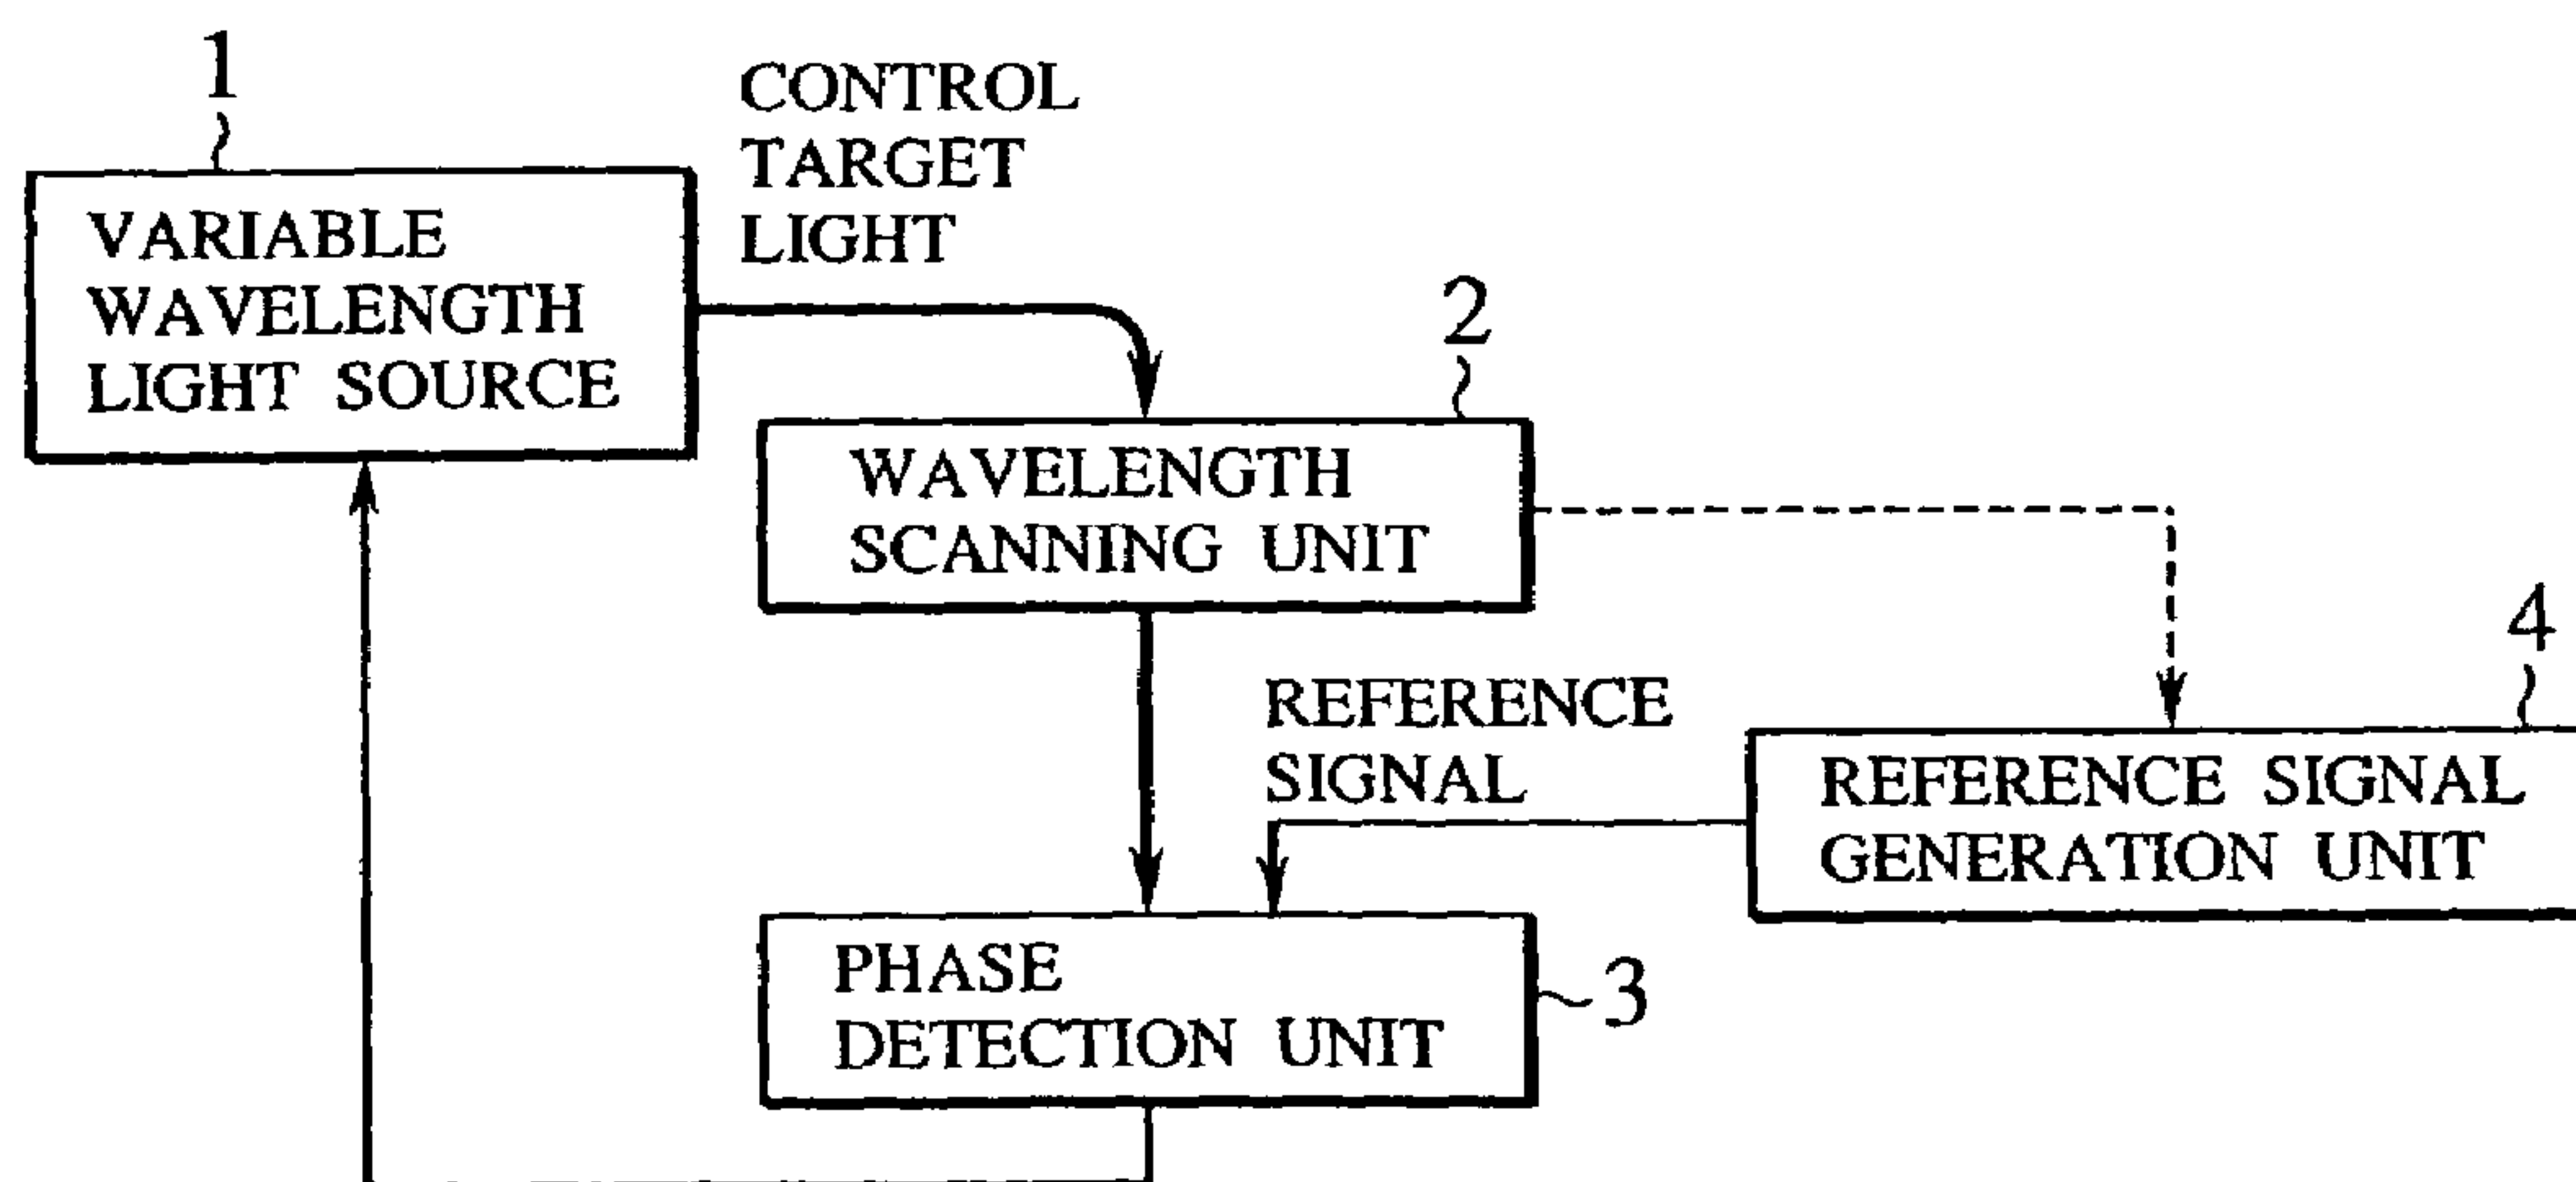 1
CONTROL
TARGET
LIGHT
VARIABLE
WAVELENGTH
LIGHT SOURCE
2
WAVELENGTH
SCANNING UNIT
4
REFERENCE
SIGNAL
REFERENCE SIGNAL
GENERATION UNIT
PHASE
DETECTION UNIT
3